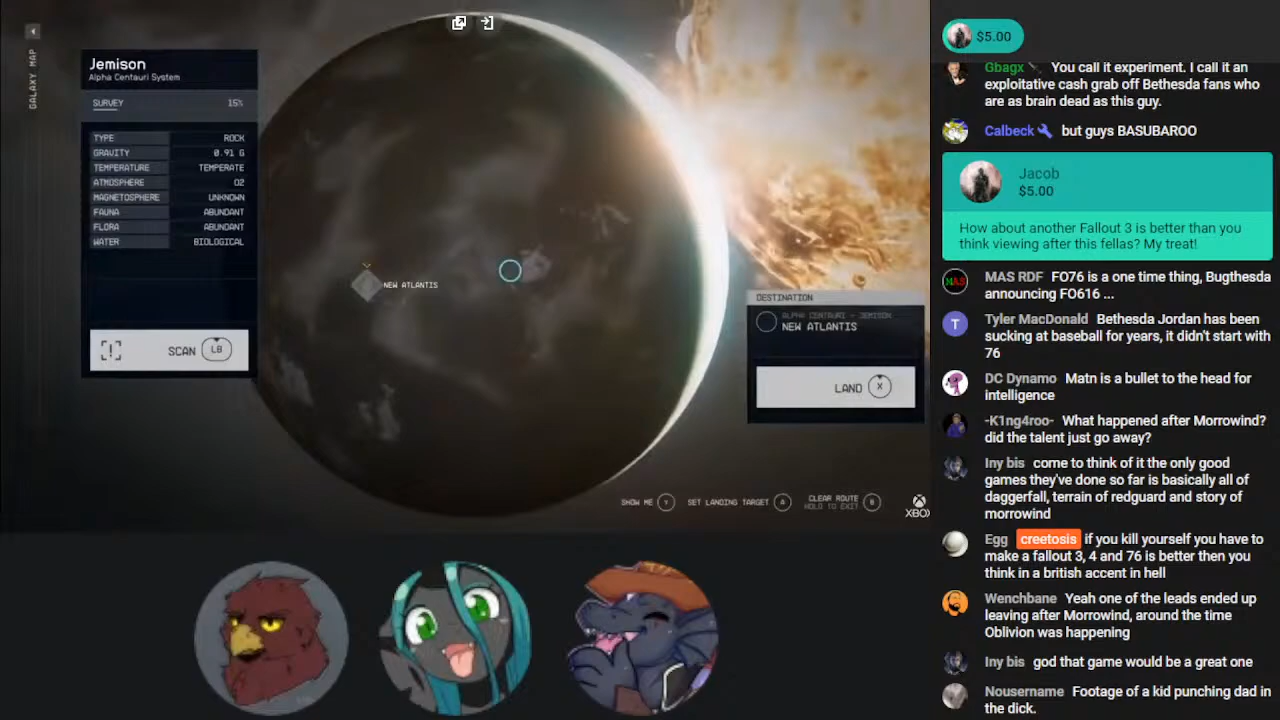 GALAXY MAP
Jemison
Alpha Centauri System
SURVEY 15%
TYPE ROCK
GRAVITY 0.91 G
TEMPERATURE TEMPERATE
ATMOSPHERE O2
MAGNETOSPHERE UNKNOWN
FAUNA ABUNDANT
FLORA ABUNDANT
WATER BIOLOGICAL
[!] SCAN LB
NEW ATLANTIS
DESTINATION
ALPHA CENTAURI - JEMISON
NEW ATLANTIS
LAND X
SHOW ME Y SET LANDING TARGET A CLEAR ROUTE B
HOLD TO EXIT
XBOX
$5.00
Gbagx You call it experiment. I call it an
exploitative cash grab off Bethesda fans who
are as brain dead as this guy.
Calbeck but guys BASUBAROO
Jacob
$5.00
How about another Fallout 3 is better than you
think viewing after this fellas? My treat!
MAS
MAS RDF FO76 is a one time thing, Bugthesda
announcing FO616 ...
T
Tyler MacDonald Bethesda Jordan has been
sucking at baseball for years, it didn't start with
76
DC Dynamo Matn is a bullet to the head for
intelligence
-K1ng4roo- What happened after Morrowind?
did the talent just go away?
Iny bis come to think of it the only good
games they've done so far is basically all of
daggerfall, terrain of redguard and story of
morrowind
Egg creetosis if you kill yourself you have to
make a fallout 3, 4 and 76 is better then you
think in a british accent in hell
Wenchbane Yeah one of the leads ended up
leaving after Morrowind, around the time
Oblivion was happening
Iny bis god that game would be a great one
Nousername Footage of a kid punching dad in
the dick.